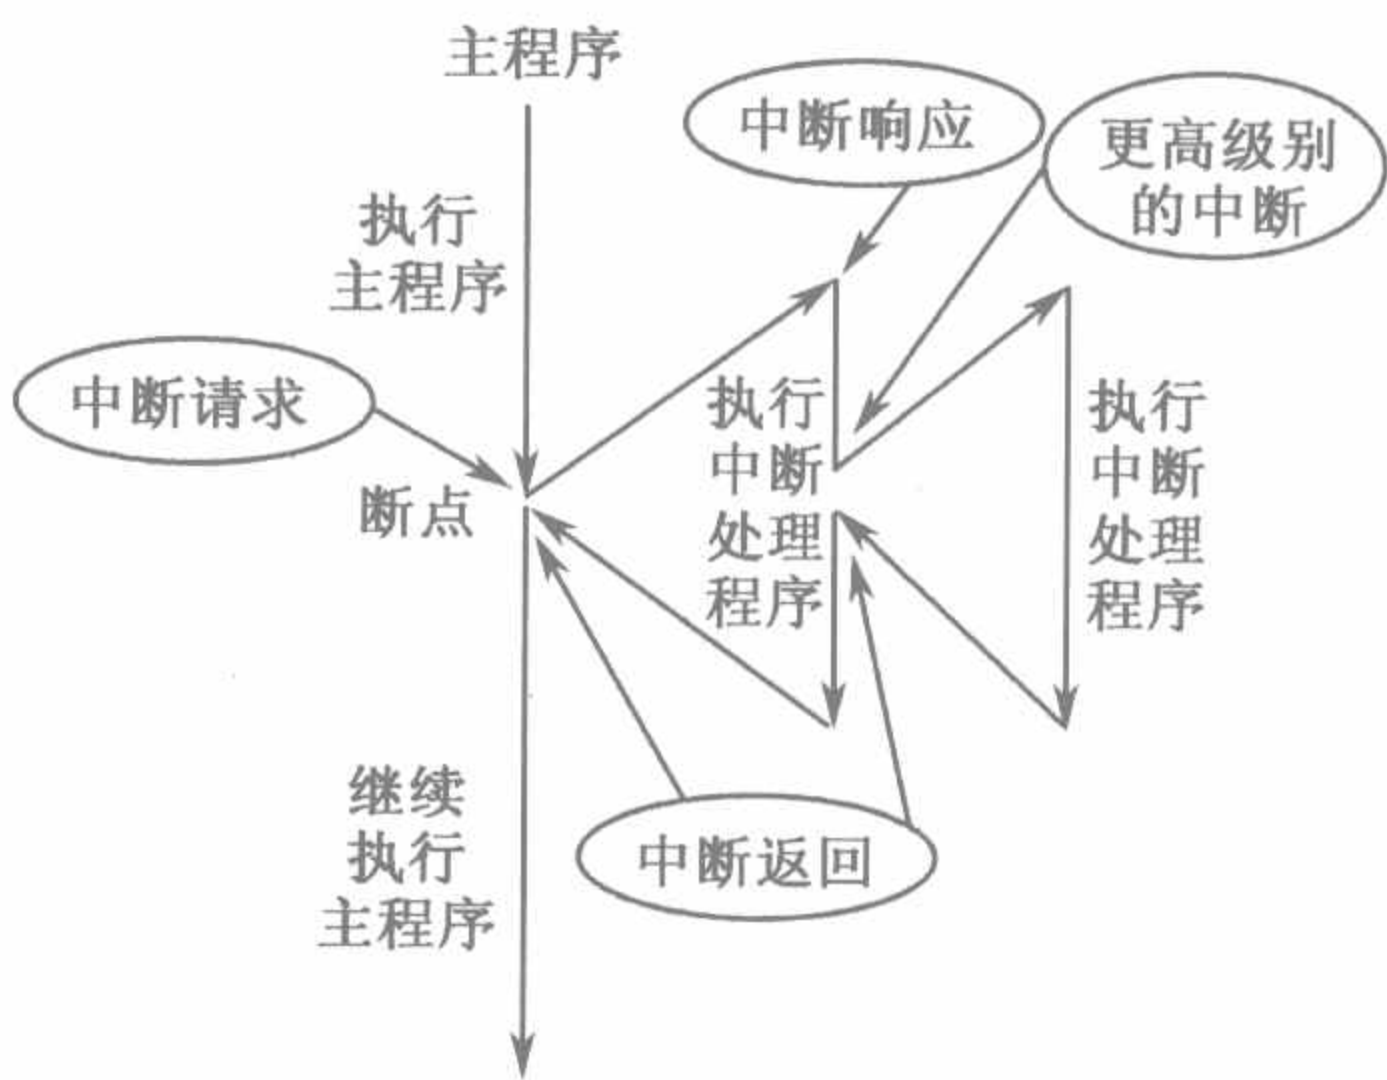 主程序
中断响应
更高级别
的中断
执行
主程序
中断请求
断点
执行
中断
处理
程序
执行
中断
处理
程序
继续
执行
主程序
中断返回